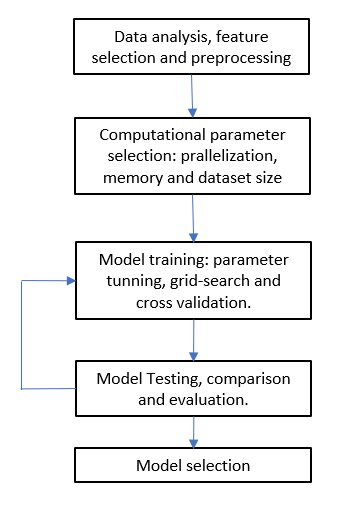 Data analysis, feature
selection and preprocessing
Computational parameter
selection: prallelization,
memory and dataset size
Model training: parameter
tunning, grid-search and
cross validation.
Model Testing, comparison
and evaluation.
Model selection